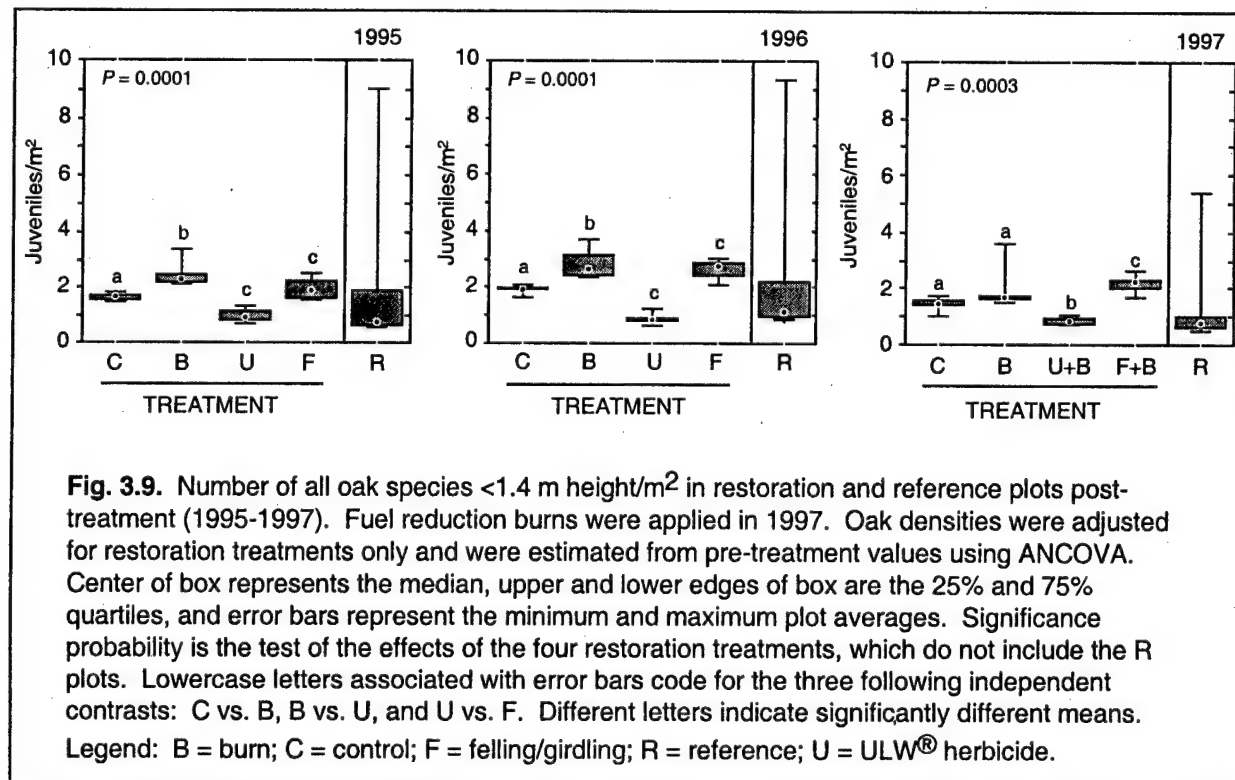 1995
10
8
6
4
2
0
Juveniles/m²
P = 0.0001
a
b
c
c
C B U F R
TREATMENT
1996
10
8
6
4
2
0
Juveniles/m²
P = 0.0001
a
b
c
c
C B U F R
TREATMENT
1997
10
8
6
4
2
0
Juveniles/m²
P = 0.0003
a
a
b
c
C B U+B F+B R
TREATMENT
Fig. 3.9. Number of all oak species <1.4 m height/m² in restoration and reference plots post-
treatment (1995-1997). Fuel reduction burns were applied in 1997. Oak densities were adjusted
for restoration treatments only and were estimated from pre-treatment values using ANCOVA.
Center of box represents the median, upper and lower edges of box are the 25% and 75%
quartiles, and error bars represent the minimum and maximum plot averages. Significance
probability is the test of the effects of the four restoration treatments, which do not include the R
plots. Lowercase letters associated with error bars code for the three following independent
contrasts: C vs. B, B vs. U, and U vs. F. Different letters indicate significantly different means.
Legend: B = burn; C = control; F = felling/girdling; R = reference; U = ULW® herbicide.